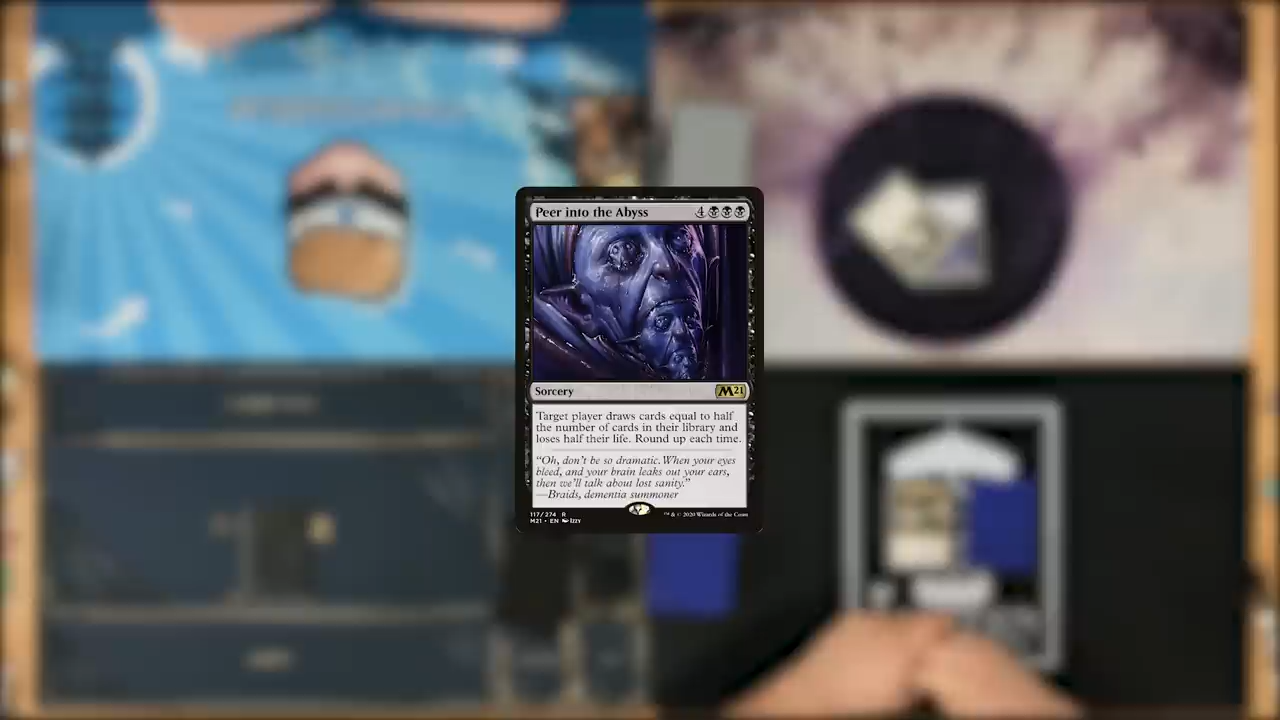 Peer into the Abyss 4
Sorcery M21
Target player draws cards equal to half
the number of cards in their library and
loses half their life. Round up each time.
“Oh, don’t be so dramatic. When your eyes
bleed, and your brain leaks out your ears,
then we’ll talk about lost sanity.”
—Braids, dementia summoner
117/274 R
M21 • EN Izzy
™ & © 2020 Wizards of the Coast